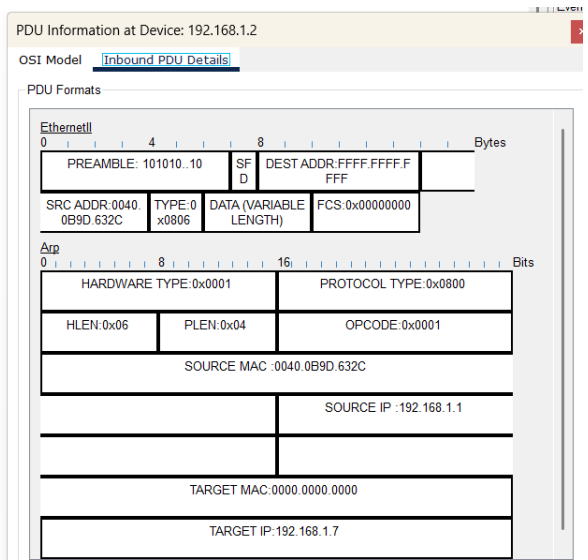 Even
PDU Information at Device: 192.168.1.2
OSI Model Inbound PDU Details
PDU Formats
EthernetII
0 4 8 Bytes
PREAMBLE: 101010..10 SF DEST ADDR:FFFF.FFFF.F
D FFF
SRC ADDR:0040. TYPE:0 DATA (VARIABLE FCS:0x00000000
0B9D.632C x0806 LENGTH)
Arp
0 8 16 Bits
HARDWARE TYPE:0x0001 PROTOCOL TYPE:0x0800
HLEN:0x06 PLEN:0x04 OPCODE:0x0001
SOURCE MAC :0040.0B9D.632C
SOURCE IP :192.168.1.1
TARGET MAC:0000.0000.0000
TARGET IP:192.168.1.7